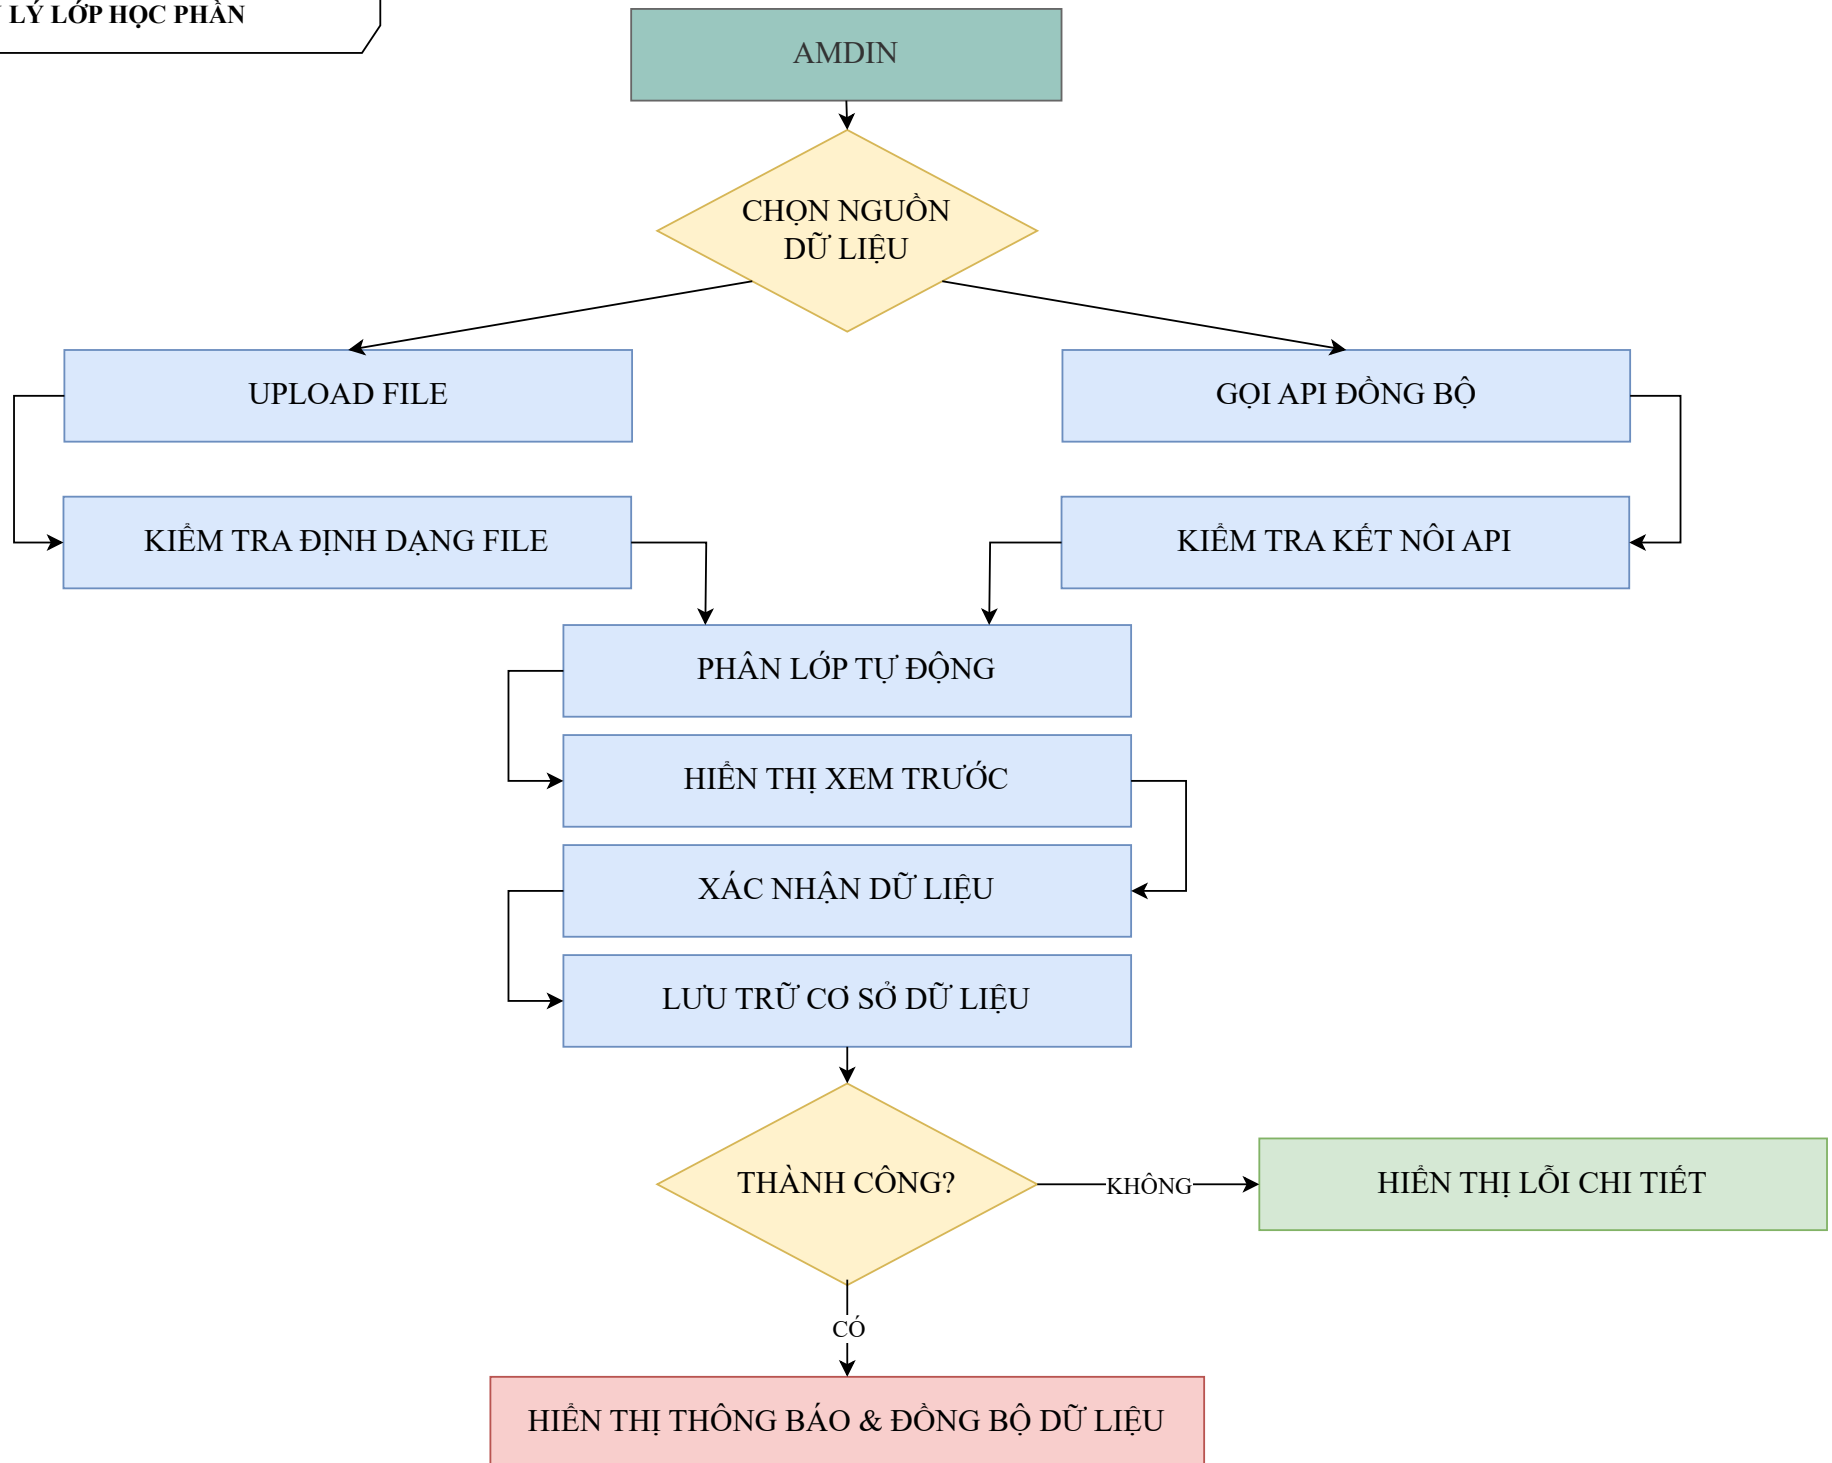 LÝ LỚP HỌC PHẦN
AMDIN
CHỌN NGUỒN
DỮ LIỆU
UPLOAD FILE
GỌI API ĐỒNG BỘ
KIỂM TRA ĐỊNH DẠNG FILE
KIỂM TRA KẾT NÔI API
PHÂN LỚP TỰ ĐỘNG
HIỂN THỊ XEM TRƯỚC
XÁC NHẬN DỮ LIỆU
LƯU TRỮ CƠ SỞ DỮ LIỆU
THÀNH CÔNG?
KHÔNG
HIỂN THỊ LỖI CHI TIẾT
CÓ
HIỂN THỊ THÔNG BÁO & ĐỒNG BỘ DỮ LIỆU